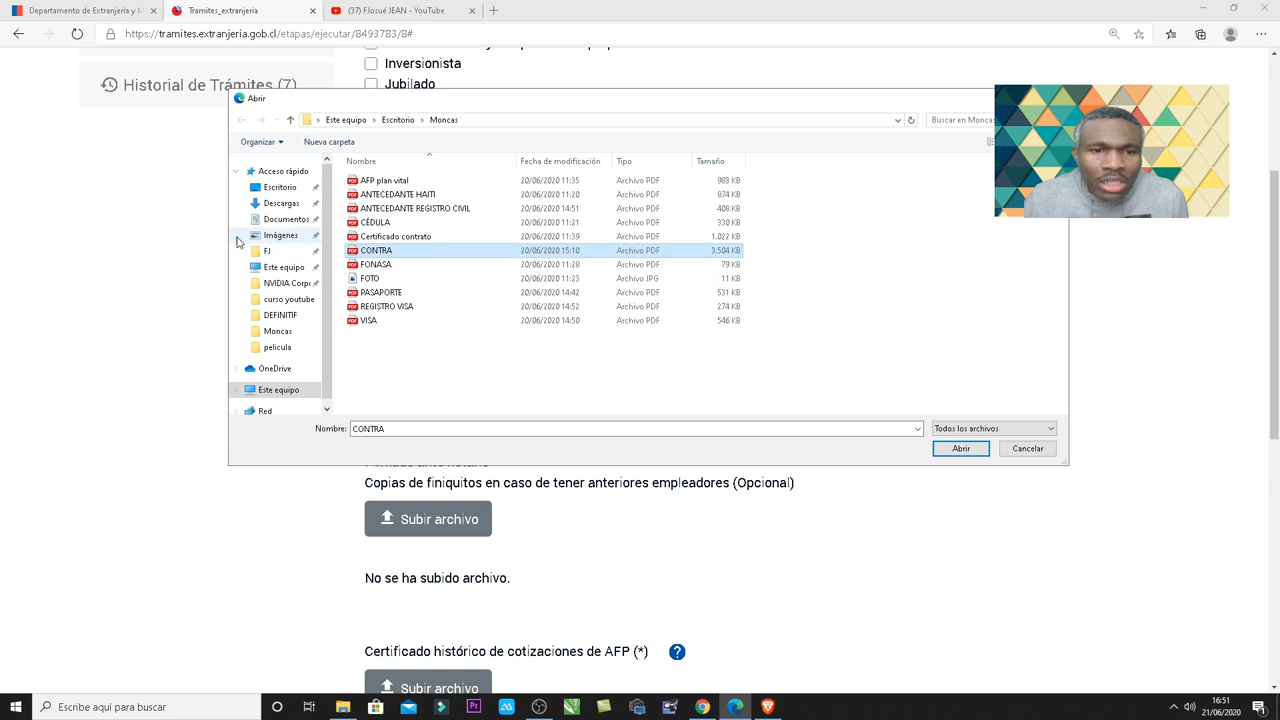 Departamento de Extranjería y M
Tramites_extranjeria
(37) FJosué JEAN - YouTube
https://tramites.extranjeria.gob.cl/etapas/ejecutar/8493783/8#
Historial de Trámites (7)
Inversionista
Jubilado
Abrir
Este equipo > Escritorio > Moncas
Buscar en Moncas
Organizar
Nueva carpeta
Nombre Fecha de modificación Tipo Tamaño
Acceso rápido
Escritorio
Descargas
Documentos
Imágenes
FJ
Este equipo
NVIDIA Corpc
curso youtube
DEFINITIF
Moncas
pelicula
OneDrive
Este equipo
Red
AFP plan vital 20/06/2020 11:35 Archivo PDF 983 KB
ANTECEDANTE HAITI 20/06/2020 11:20 Archivo PDF 874 KB
ANTECEDANTE REGISTRO CIVIL 20/06/2020 14:51 Archivo PDF 408 KB
CÉDULA 20/06/2020 11:21 Archivo PDF 330 KB
Certificado contrato 20/06/2020 11:39 Archivo PDF 1.022 KB
CONTRA 20/06/2020 15:10 Archivo PDF 3.504 KB
FONASA 20/06/2020 11:28 Archivo PDF 79 KB
FOTO 20/06/2020 11:23 Archivo JPG 11 KB
PASAPORTE 20/06/2020 14:42 Archivo PDF 531 KB
REGISTRO VISA 20/06/2020 14:52 Archivo PDF 274 KB
VISA 20/06/2020 14:50 Archivo PDF 546 KB
Nombre: CONTRA
Todos los archivos
Abrir
Cancelar
Copias de finiquitos en caso de tener anteriores empleadores (Opcional)
Subir archivo
No se ha subido archivo.
Certificado histórico de cotizaciones de AFP (*) ?
Subir archivo
Escribe aquí para buscar
16:51
21/06/2020